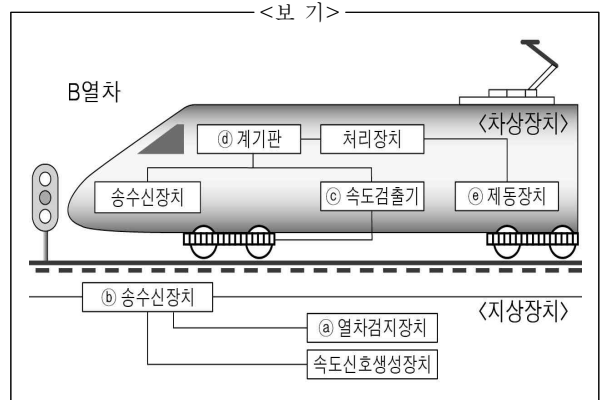 <보 기>
B열차
<차상장치>
ⓓ 계기판
처리장치
송수신장치
ⓒ 속도검출기
ⓔ 제동장치
ⓑ 송수신장치
<지상장치>
ⓐ 열차검지장치
속도신호생성장치